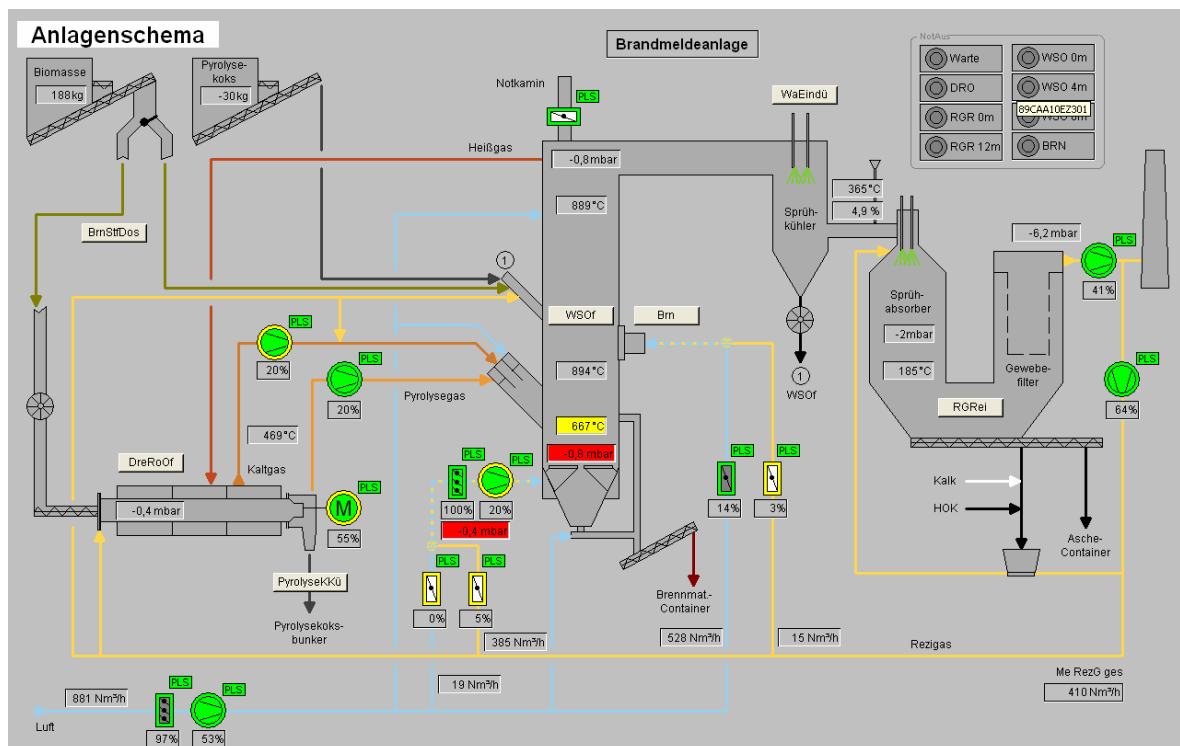 Anlagenschema
Brandmeldeanlage
NotAus
Warte
WSO 0m
DRO
WSO 4m
89CAA10EZ301
RGR 0m
RGR 12m
BRN
Biomasse
188kg
Pyrolyse-
koks
-30kg
Notkamin
PLS
WaEindü
Heißgas
-0,8mbar
889°C
365°C
4,9 %
Sprüh-
kühler
BrnStfDos
-6,2 mbar
PLS
41%
1
WSOf
Brn
Sprüh-
absorber
-2mbar
185°C
Gewebe-
filter
RGRei
PLS
64%
PLS
20%
PLS
20%
Pyrolysegas
894°C
1
WSOf
667°C
-0,8 mbar
469°C
Kaltgas
DreRoOf
-0,4 mbar
PLS
M
55%
PLS
100%
PLS
20%
-0,4 mbar
PLS
14%
PLS
3%
Kalk
HOK
Asche-
Container
PyrolyseKKü
Pyrolysekoks-
bunker
PLS
0%
PLS
5%
Brennmat.-
Container
385 Nm³/h
528 Nm³/h
15 Nm³/h
Rezigas
19 Nm³/h
Me RezG ges
410 Nm³/h
881 Nm³/h
Luft
PLS
97%
PLS
53%